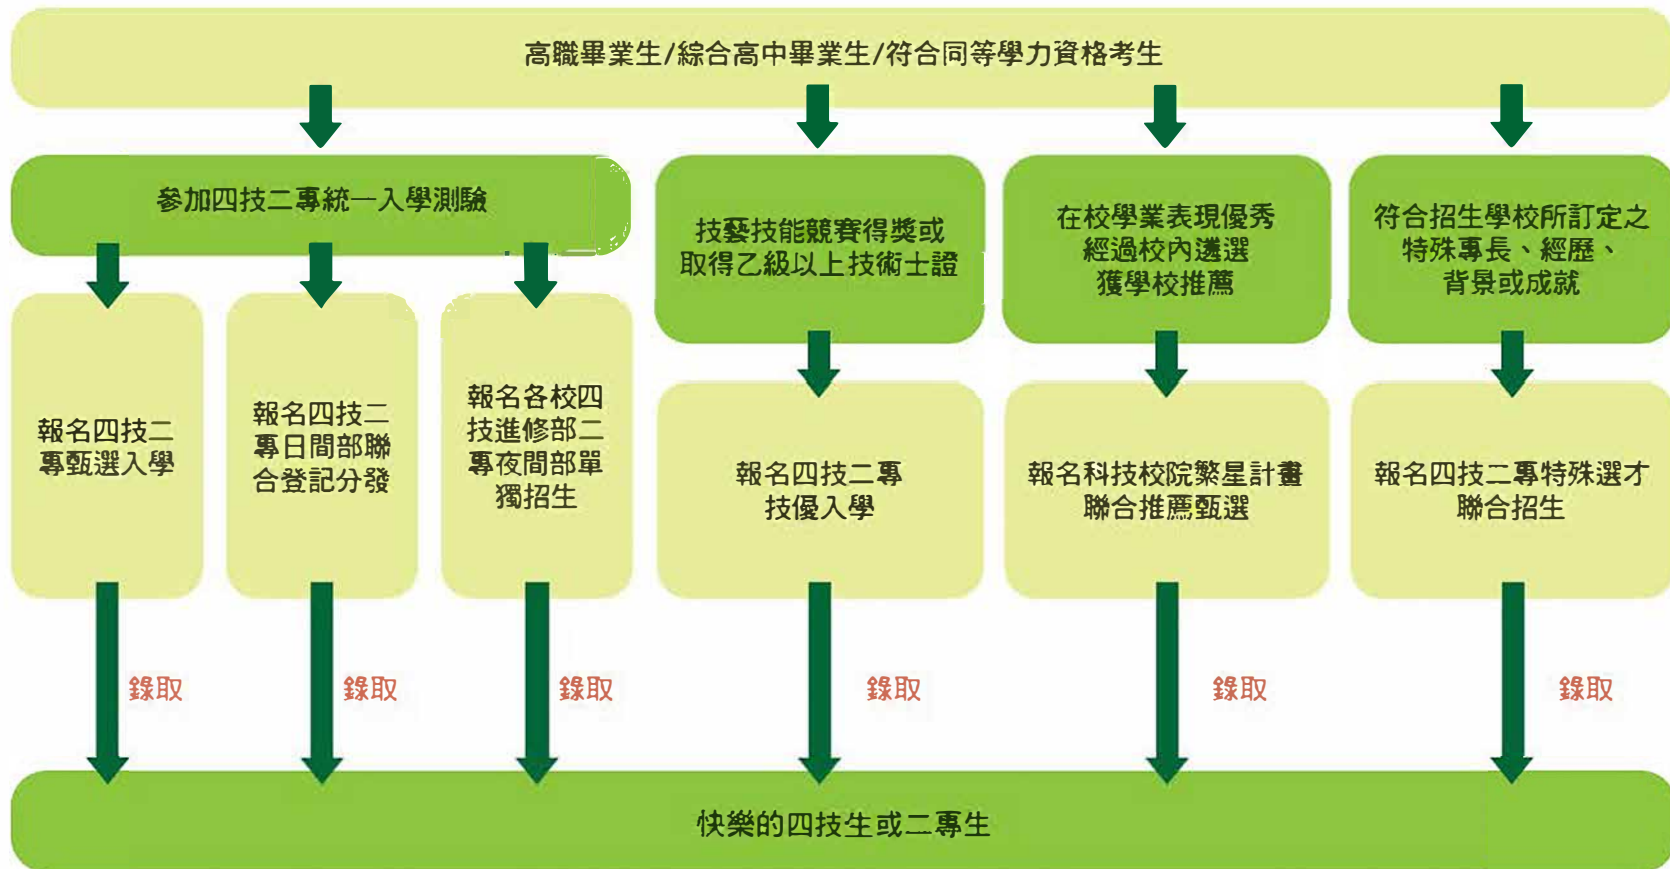 高職畢業生/綜合高中畢業生/符合同等學力資格考生
參加四技二專統一入學測驗
技藝技能競賽得獎或
取得乙級以上技術士證
在校學業表現優秀
經過校內遴選
獲學校推薦
符合招生學校所訂定之
特殊專長、經歷、
背景或成就
報名四技二
專甄選入學
報名四技二
專日間部聯
合登記分發
報名各校四
技進修部二
專夜間部單
獨招生
報名四技二專
技優入學
報名科技校院繁星計畫
聯合推薦甄選
報名四技二專特殊選才
聯合招生
錄取
錄取
錄取
錄取
錄取
錄取
快樂的四技生或二專生